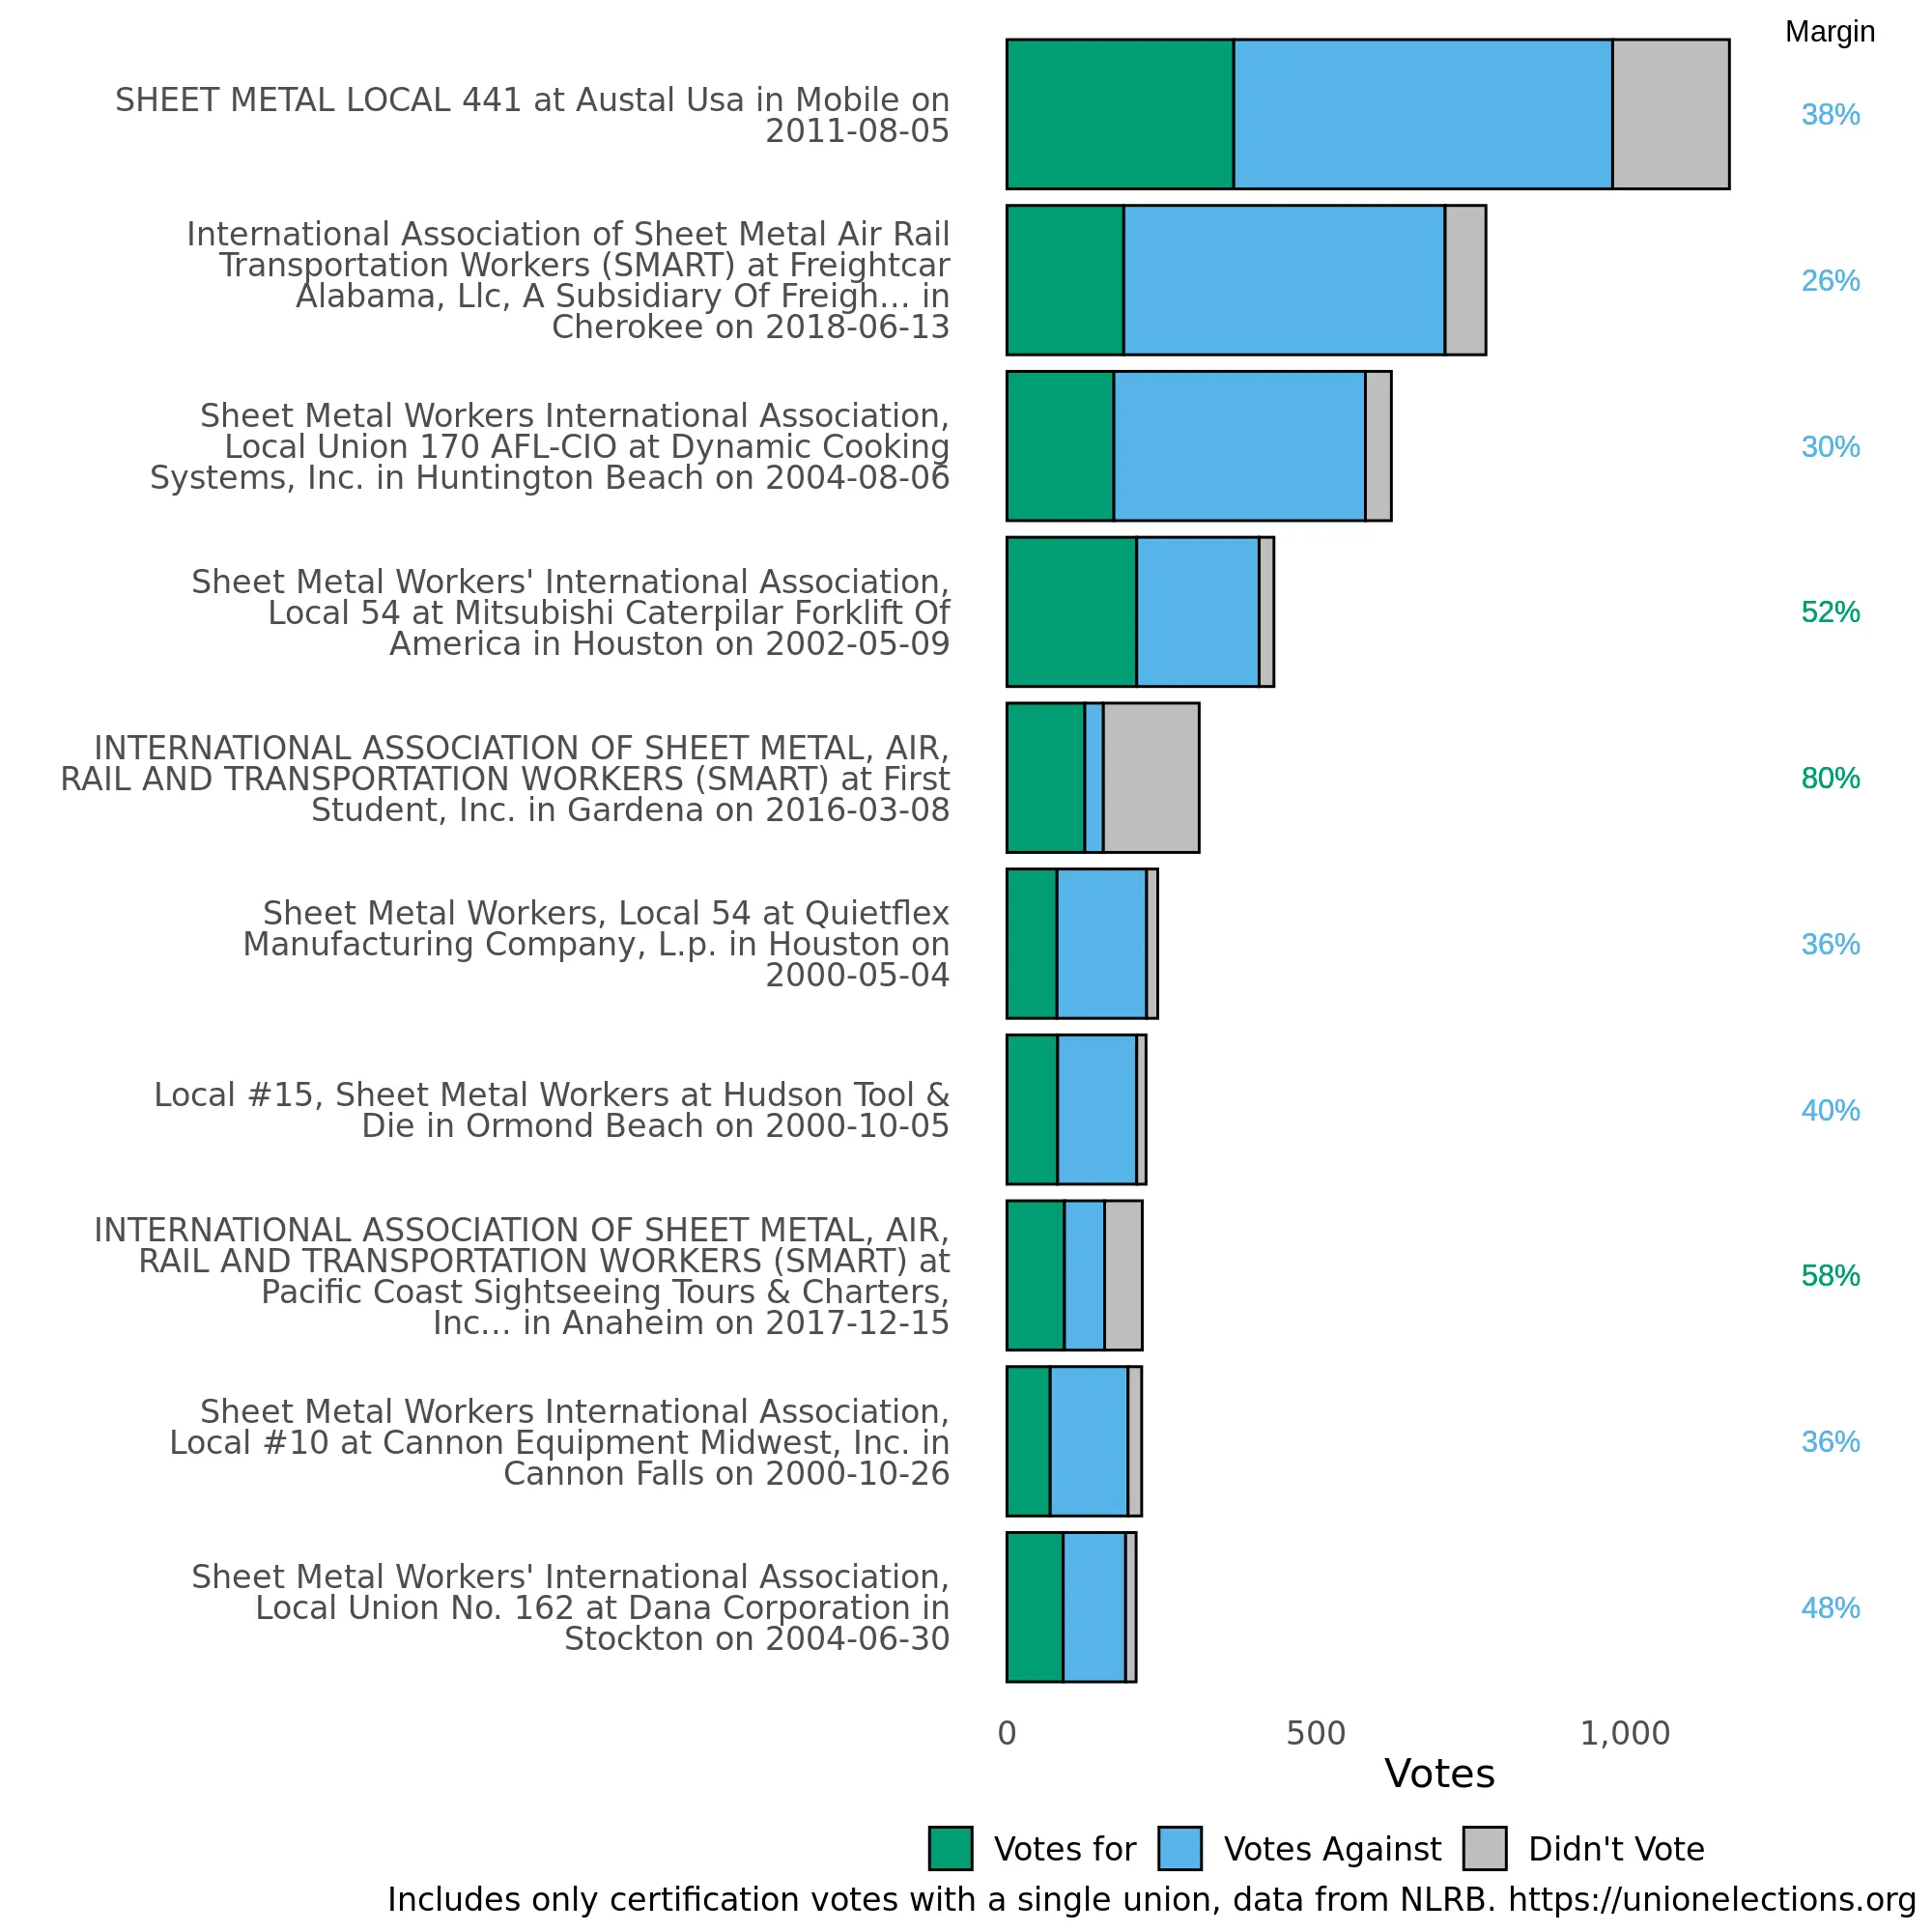 Margin
SHEET METAL LOCAL 441 at Austal Usa in Mobile on
2011-08-05
38%
International Association of Sheet Metal Air Rail
Transportation Workers (SMART) at Freightcar
Alabama, Llc, A Subsidiary Of Freigh... in
Cherokee on 2018-06-13
26%
Sheet Metal Workers International Association,
Local Union 170 AFL-CIO at Dynamic Cooking
Systems, Inc. in Huntington Beach on 2004-08-06
30%
Sheet Metal Workers' International Association,
Local 54 at Mitsubishi Caterpilar Forklift Of
America in Houston on 2002-05-09
52%
INTERNATIONAL ASSOCIATION OF SHEET METAL, AIR,
RAIL AND TRANSPORTATION WORKERS (SMART) at First
Student, Inc. in Gardena on 2016-03-08
80%
Sheet Metal Workers, Local 54 at Quietflex
Manufacturing Company, L.p. in Houston on
2000-05-04
36%
Local #15, Sheet Metal Workers at Hudson Tool &
Die in Ormond Beach on 2000-10-05
40%
INTERNATIONAL ASSOCIATION OF SHEET METAL, AIR,
RAIL AND TRANSPORTATION WORKERS (SMART) at
Pacific Coast Sightseeing Tours & Charters,
Inc... in Anaheim on 2017-12-15
58%
Sheet Metal Workers International Association,
Local #10 at Cannon Equipment Midwest, Inc. in
Cannon Falls on 2000-10-26
36%
Sheet Metal Workers' International Association,
Local Union No. 162 at Dana Corporation in
Stockton on 2004-06-30
48%
0 500 1,000
Votes
Votes for Votes Against Didn't Vote
Includes only certification votes with a single union, data from NLRB. https://unionelections.org